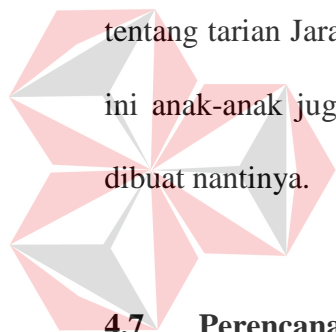 tentang tarian Jara
ini anak-anak jug
dibuat nantinya.
4.7 Perencana